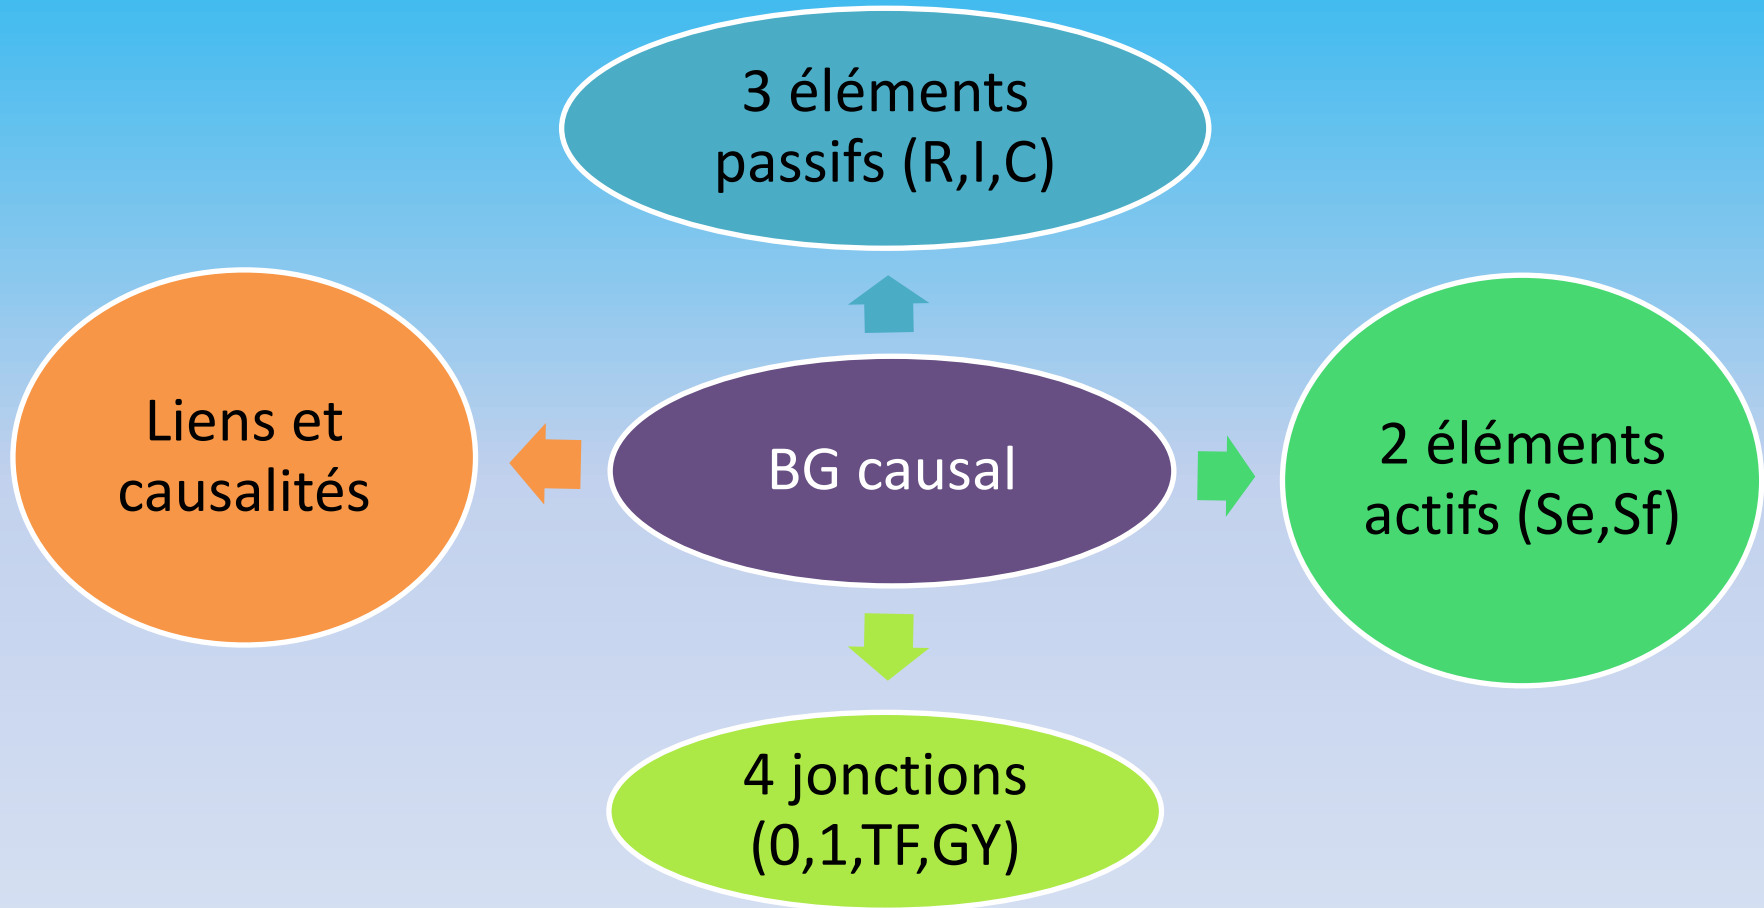 3 éléments
passifs (R,I,C)
Liens et
causalités
BG causal
2 éléments
actifs (Se,Sf)
4 jonctions
(0,1,TF,GY)